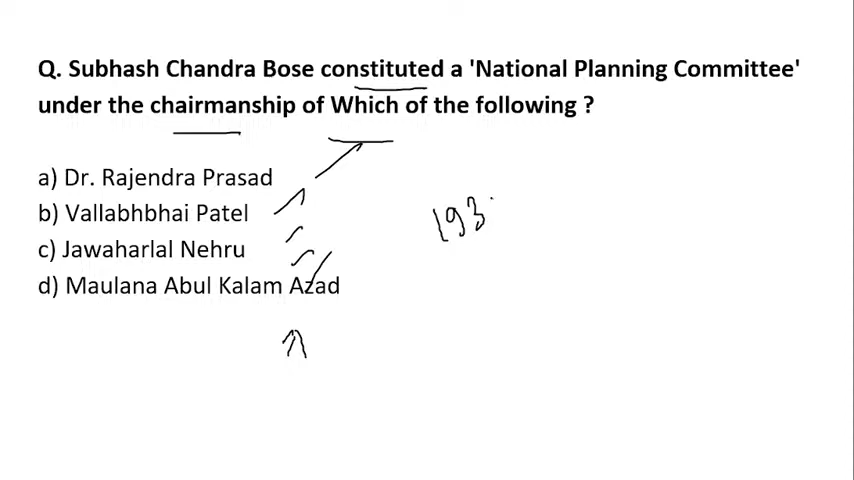 Q. Subhash Chandra Bose constituted a 'National Planning Committee'
under the chairmanship of Which of the following ?
a) Dr. Rajendra Prasad
b) Vallabhbhai Patel
c) Jawaharlal Nehru
d) Maulana Abul Kalam Azad
193